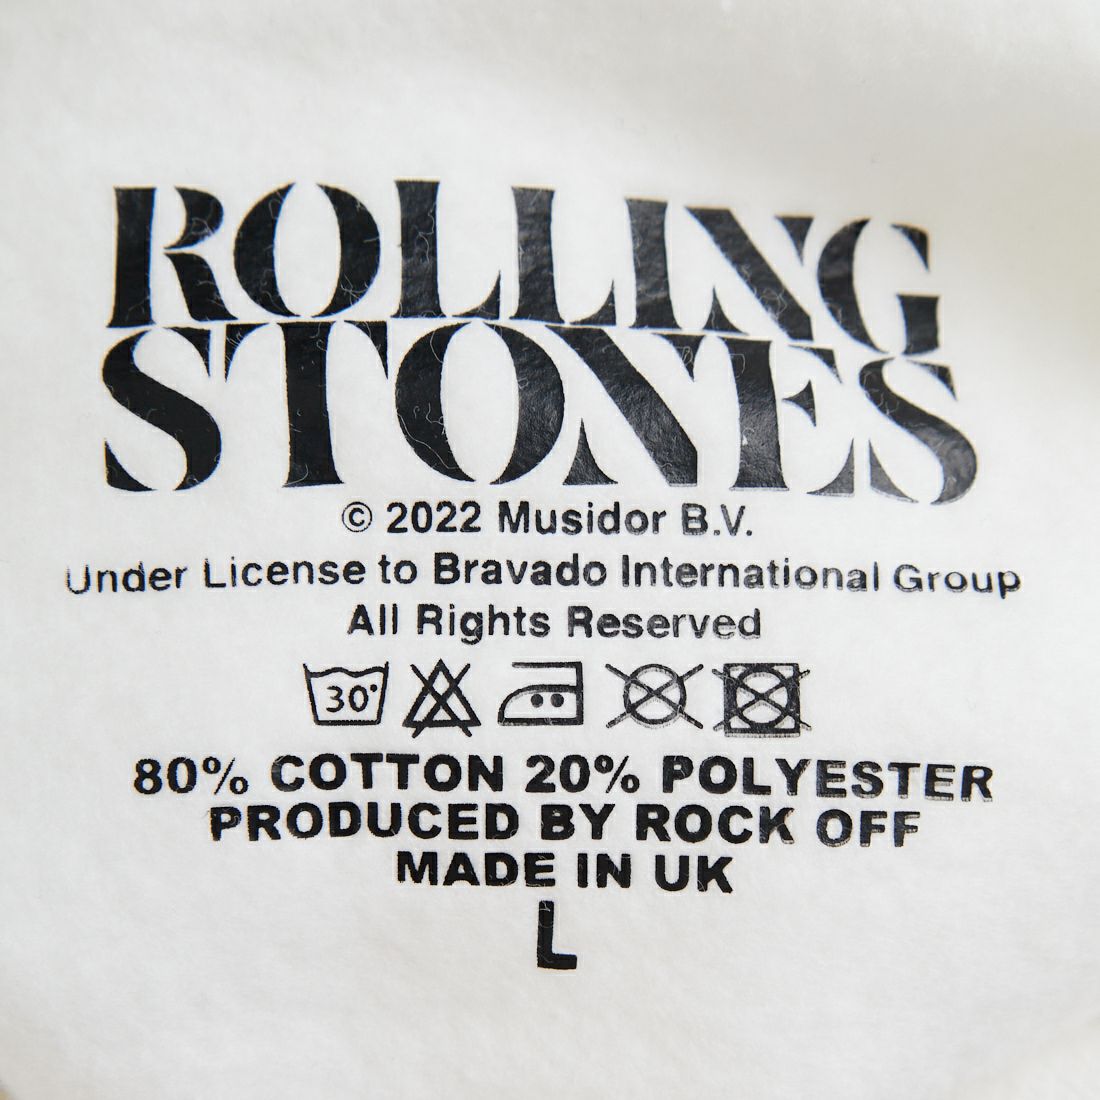 ROLLING
STONES
© 2022 Musidor B.V.
Under License to Bravado International Group
All Rights Reserved
30°
80% COTTON 20% POLYESTER
PRODUCED BY ROCK OFF
MADE IN UK
L